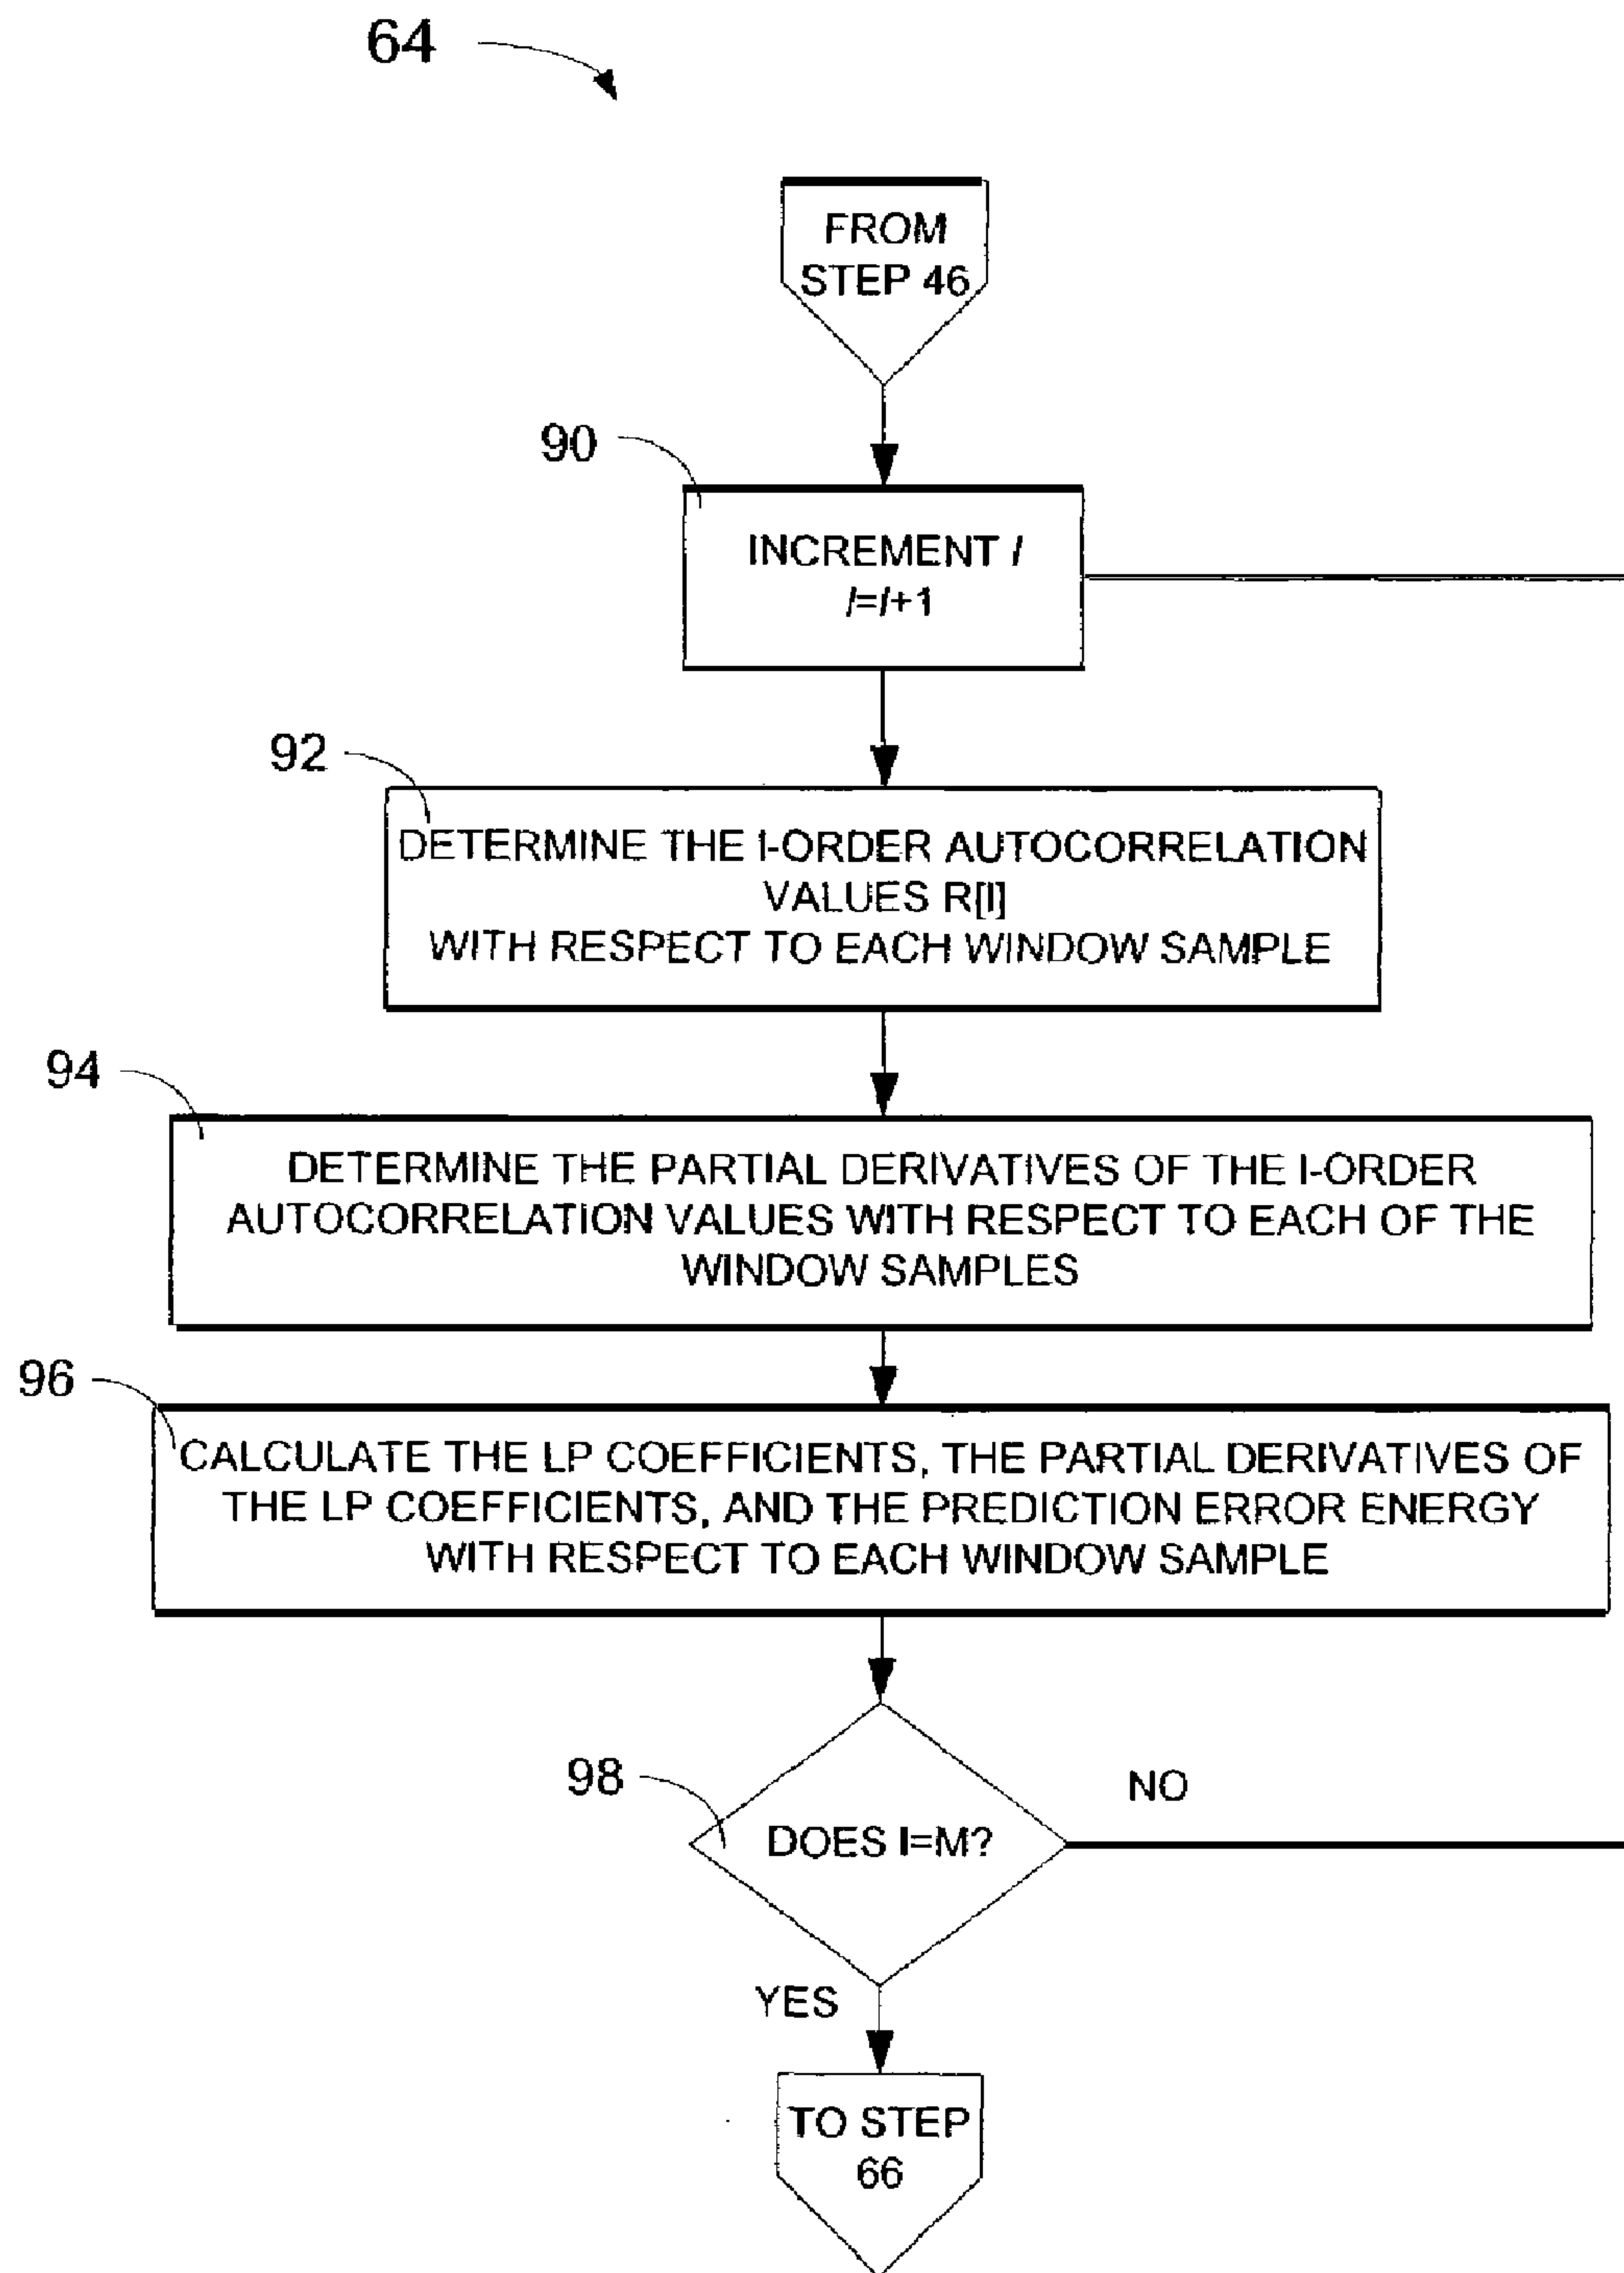 64
FROM
STEP 46
90
INCREMENT l
l=l+1
92
DETERMINE THE l-ORDER AUTOCORRELATION
VALUES R[l]
WITH RESPECT TO EACH WINDOW SAMPLE
94
DETERMINE THE PARTIAL DERIVATIVES OF THE l-ORDER
AUTOCORRELATION VALUES WITH RESPECT TO EACH OF THE
WINDOW SAMPLES
96
CALCULATE THE LP COEFFICIENTS, THE PARTIAL DERIVATIVES OF
THE LP COEFFICIENTS, AND THE PREDICTION ERROR ENERGY
WITH RESPECT TO EACH WINDOW SAMPLE
98
DOES l=M?
NO
YES
TO STEP
66